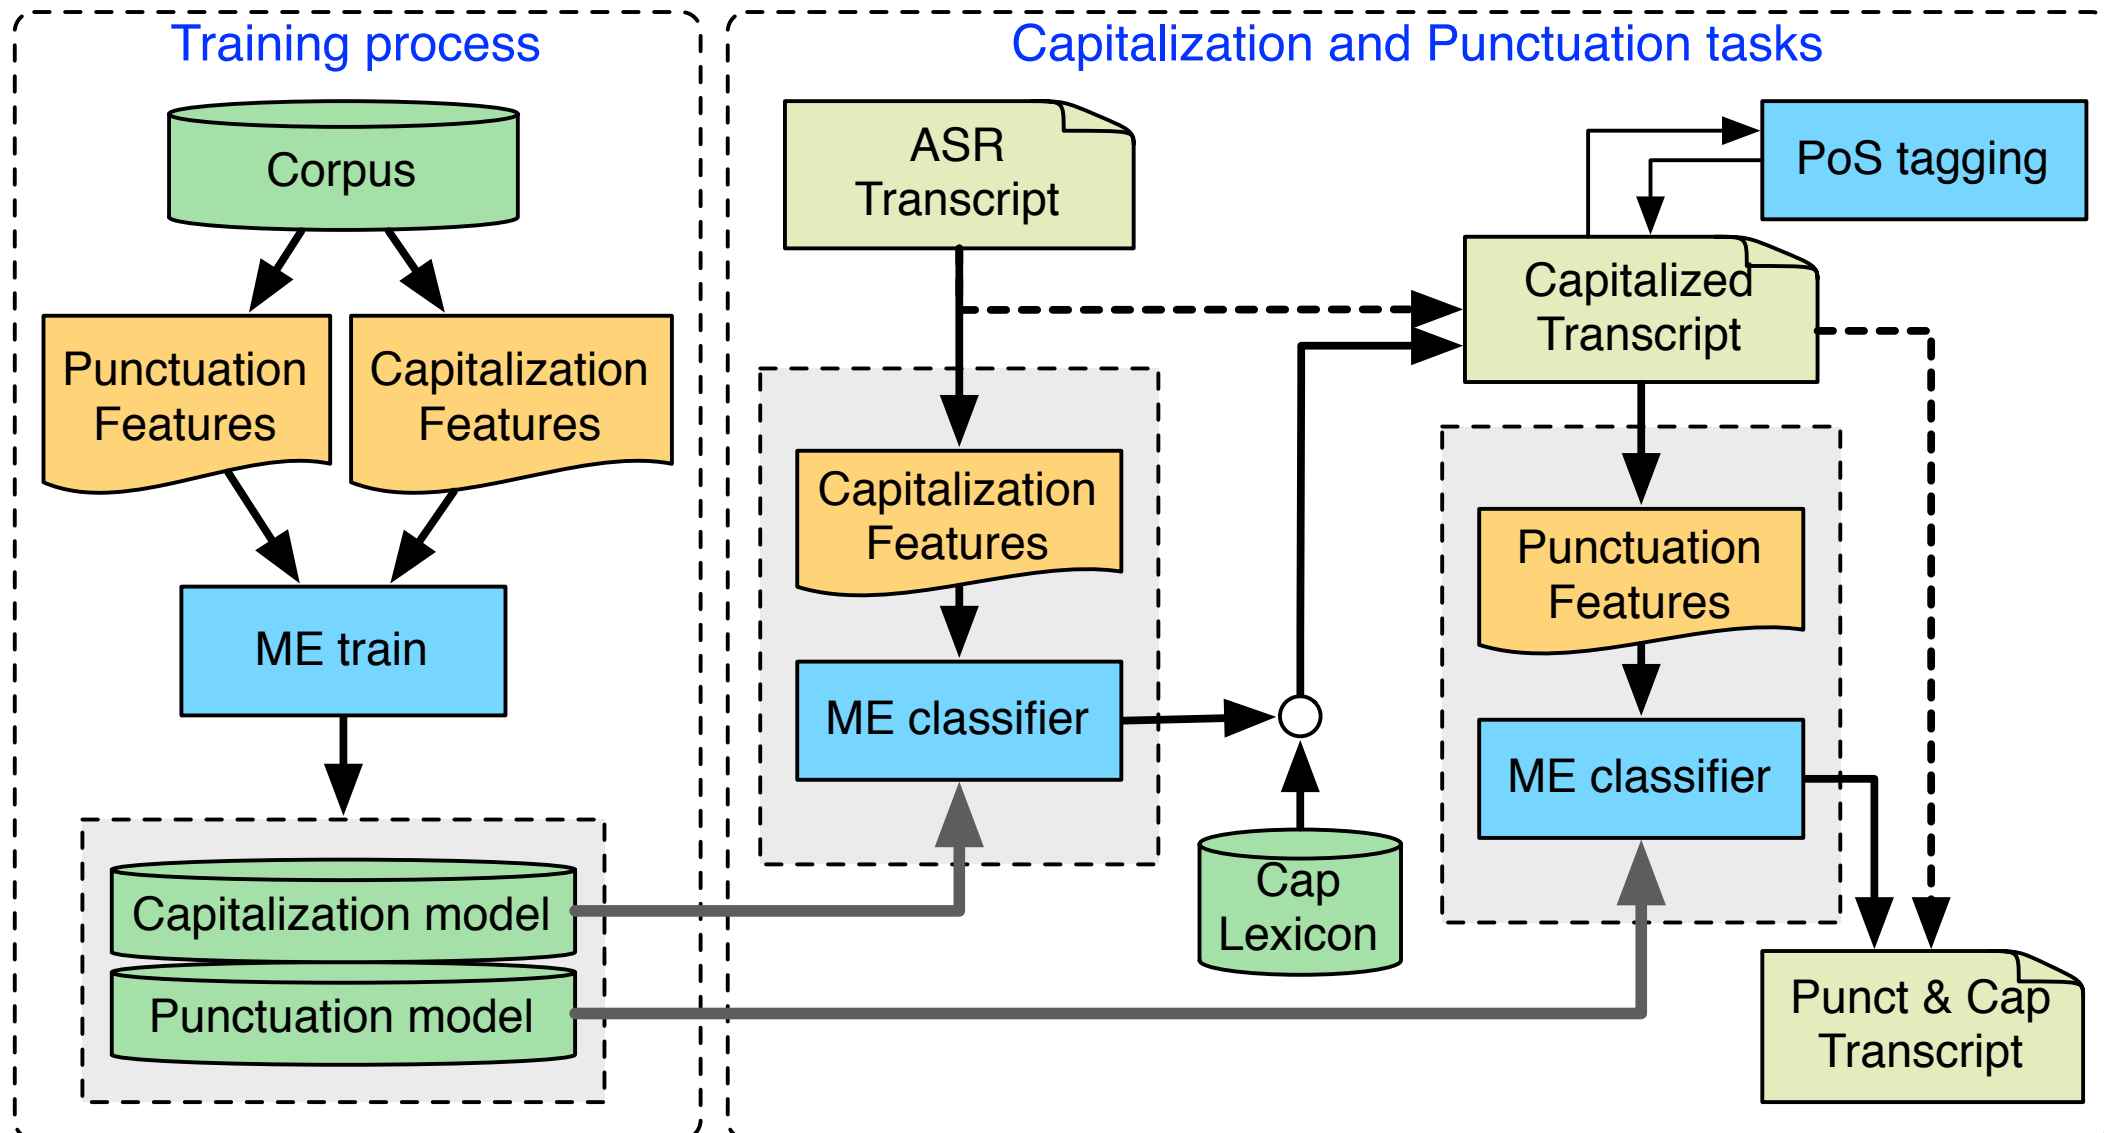 Training process
Corpus
Punctuation
Features
Capitalization
Features
ME train
Capitalization model
Punctuation model
Capitalization and Punctuation tasks
ASR
Transcript
PoS tagging
Capitalized
Transcript
Capitalization
Features
ME classifier
Cap
Lexicon
Punctuation
Features
ME classifier
Punct & Cap
Transcript